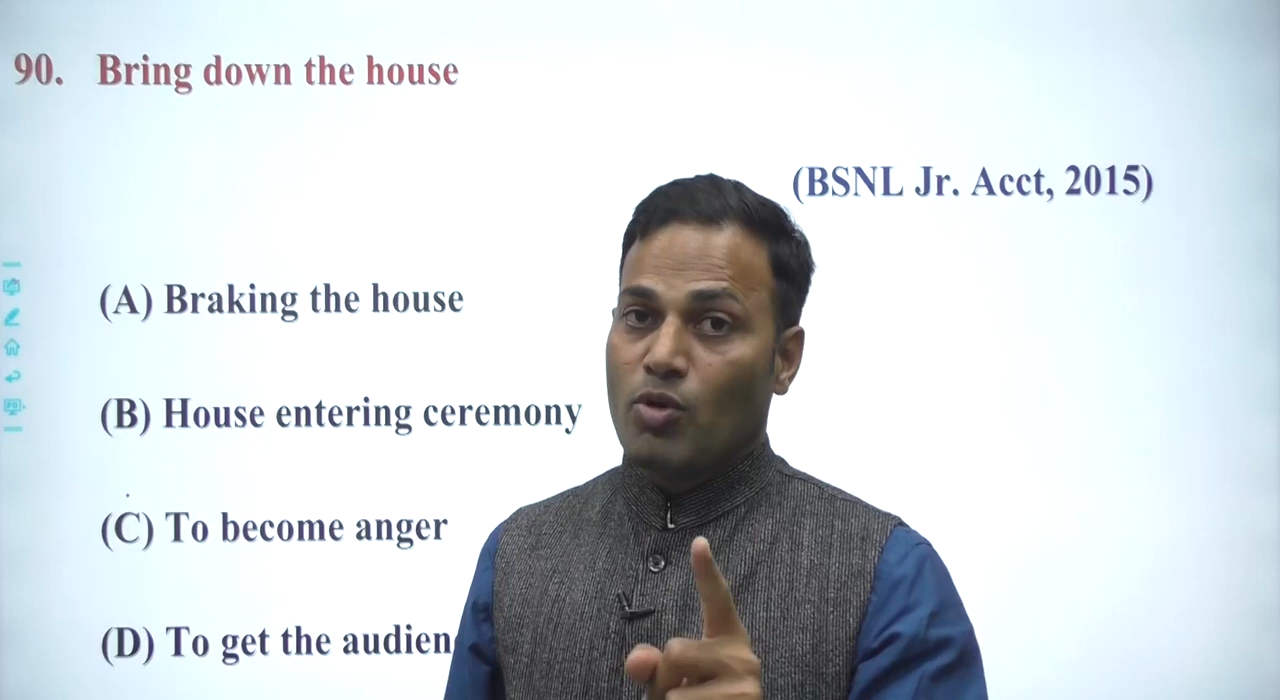 90. Bring down the house
(BSNL Jr. Acct, 2015)
(A) Braking the house
(B) House entering ceremony
(C) To become anger
(D) To get the